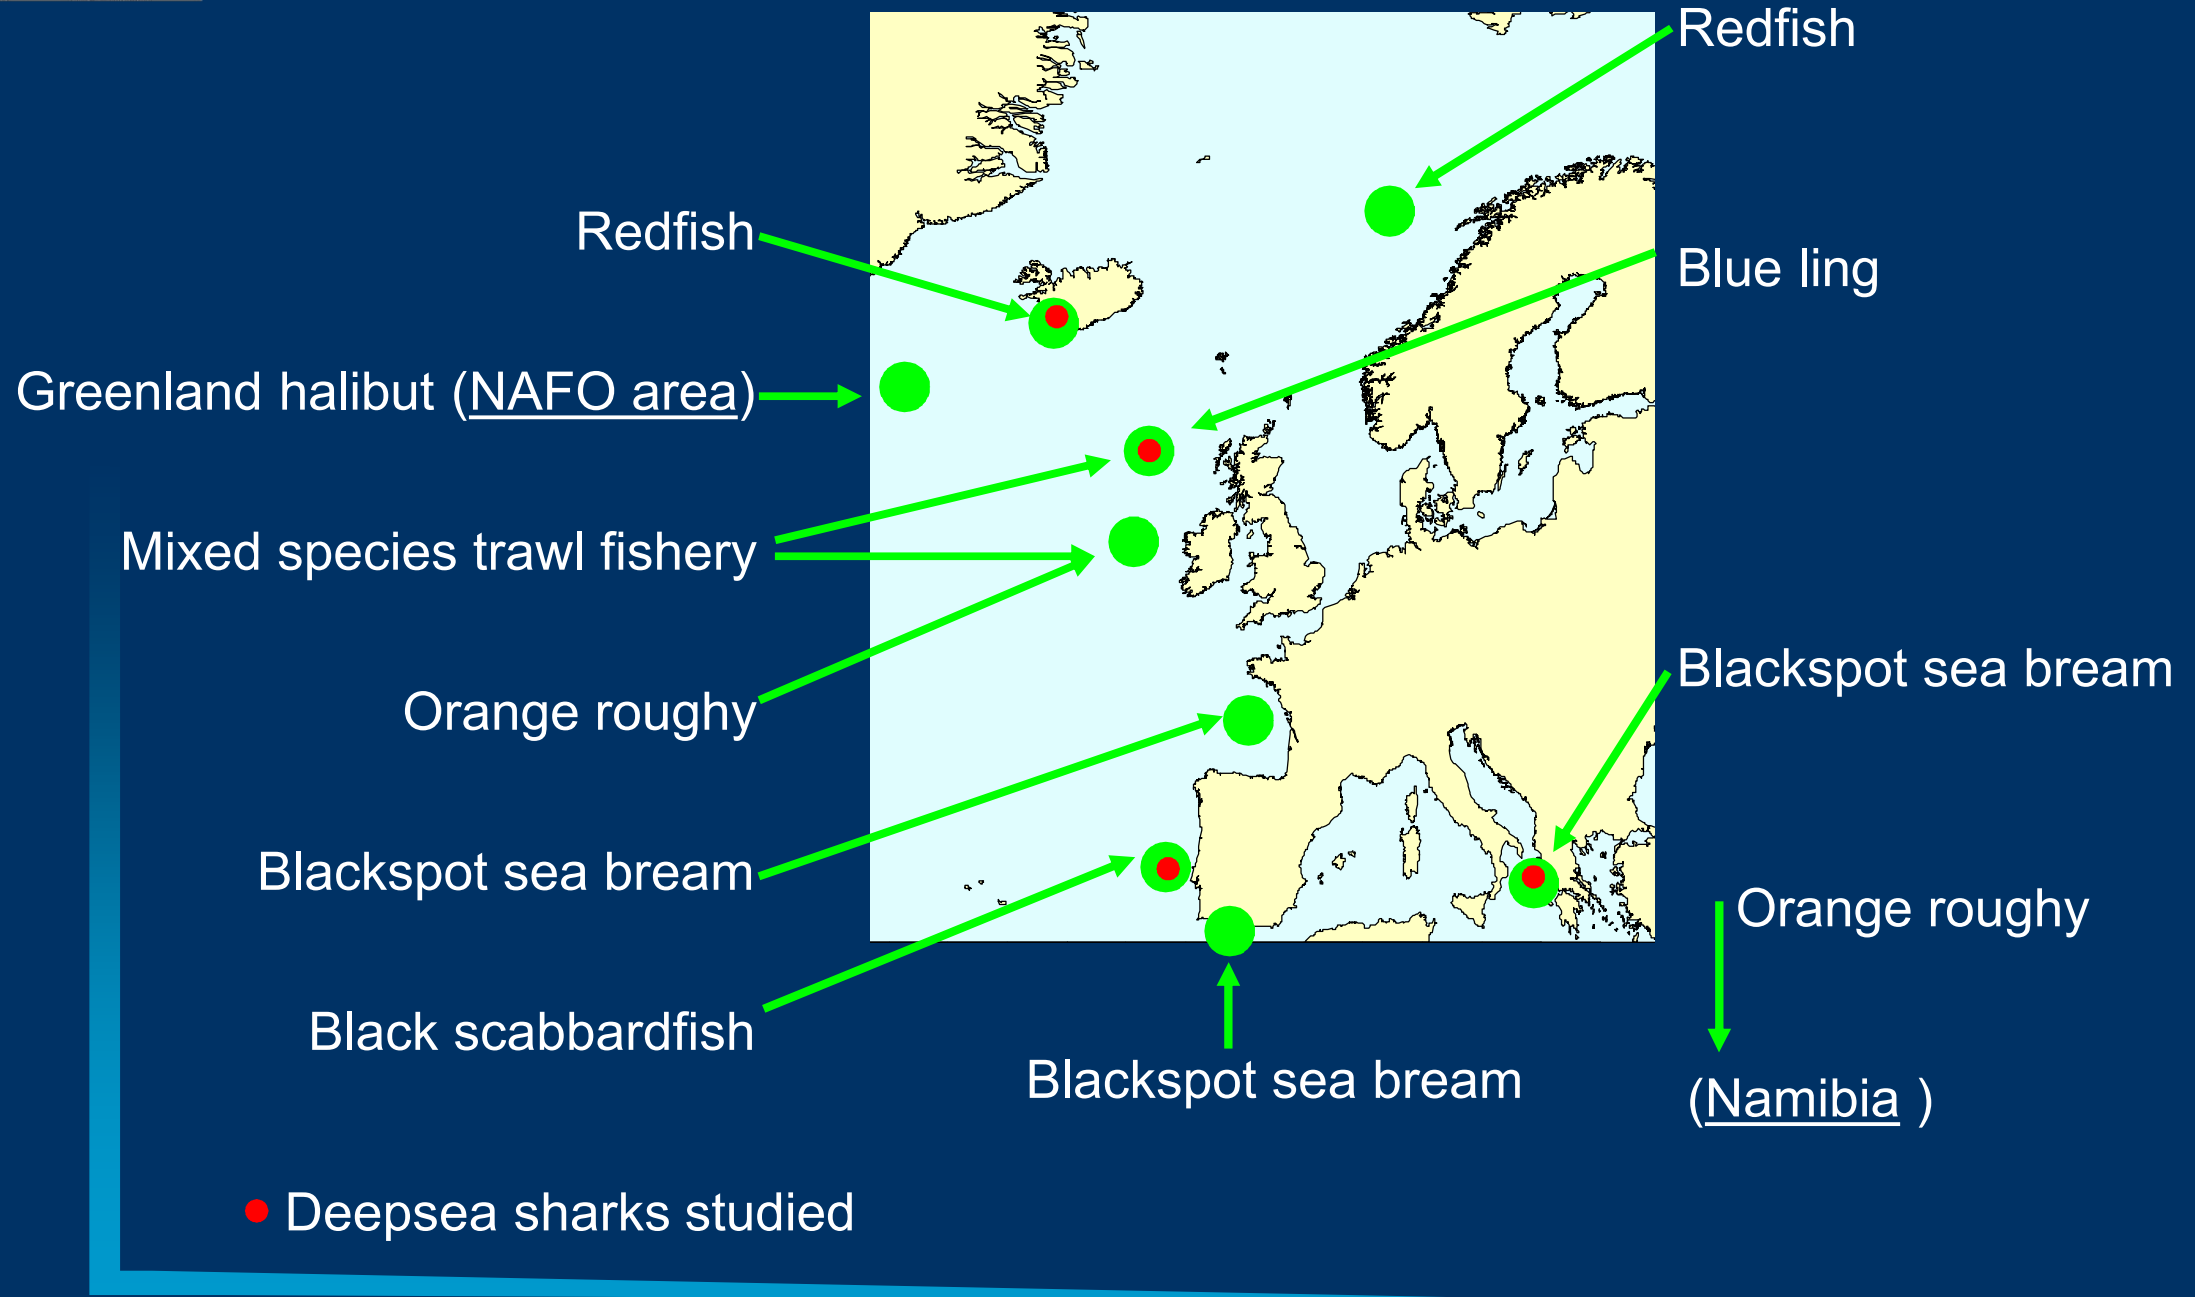 Redfish
Redfish
Blue ling
Greenland halibut (NAFO area)
Mixed species trawl fishery
Blackspot sea bream
Orange roughy
Blackspot sea bream
Orange roughy
Black scabbardfish
Blackspot sea bream
(Namibia )
Deepsea sharks studied